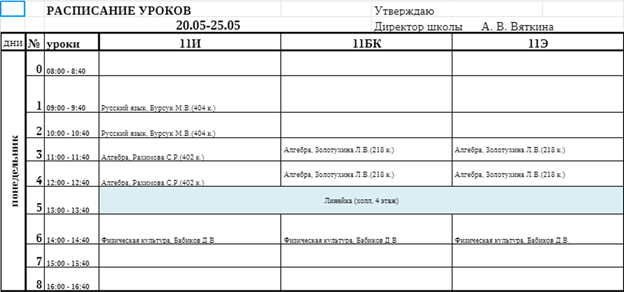 РАСПИСАНИЕ УРОКОВ Утверждаю
20.05-25.05 Директор школы А. В. Вяткина
дни № уроки 11И 11БК 11Э
понедельник
0 08:00 - 8:40
1 09:00 - 9:40 Русский язык, Бурсук М.В.(404 к.)
2 10:00 - 10:40 Русский язык, Бурсук М.В.(404 к.)
3 11:00 - 11:40 Алгебра, Рахимова С.Р.(402 к.) Алгебра, Золотухина Л.В.(218 к.) Алгебра, Золотухина Л.В.(218 к.)
4 12:00 - 12:40 Алгебра, Рахимова С.Р.(402 к.) Алгебра, Золотухина Л.В.(218 к.) Алгебра, Золотухина Л.В.(218 к.)
5 13:00 - 13:40 Линейка (холл, 4 этаж)
6 14:00 - 14:40 Физическая культура, Бабиков Д.В. Физическая культура, Бабиков Д.В. Физическая культура, Бабиков Д.В.
7 15:00 - 15:40
8 16:00 - 16:40